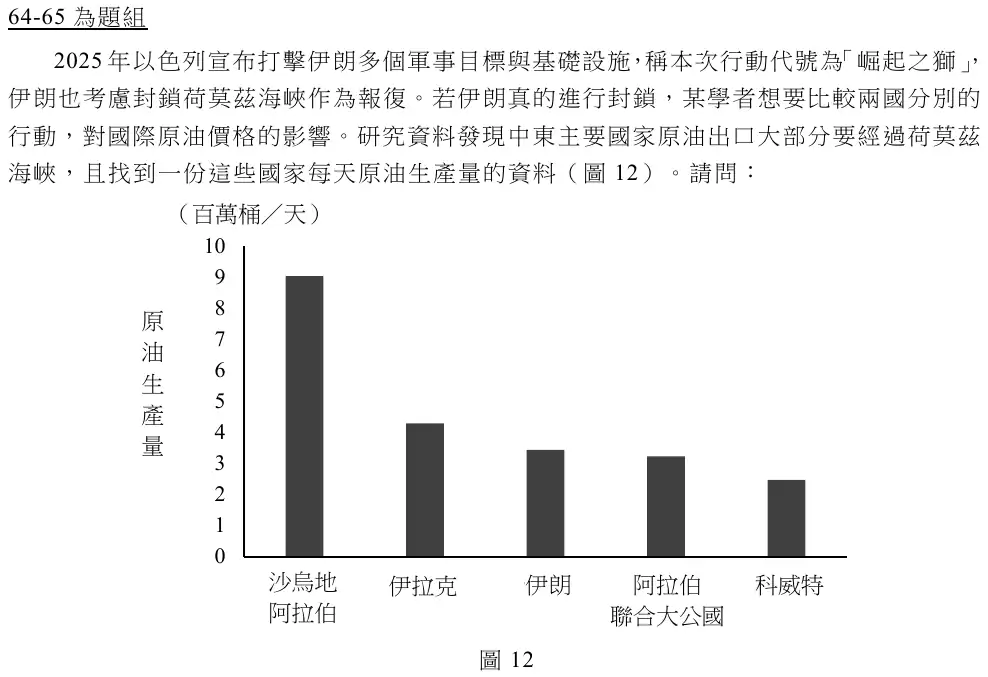 64-65 為題組
2025年以色列宣布打擊伊朗多個軍事目標與基礎設施，稱本次行動代號為「崛起之獅」，
伊朗也考慮封鎖荷莫茲海峽作為報復。若伊朗真的進行封鎖，某學者想要比較兩國分別的
行動，對國際原油價格的影響。研究資料發現中東主要國家原油出口大部分要經過荷莫茲
海峽，且找到一份這些國家每天原油生產量的資料（圖 12）。請問：
（百萬桶／天）
原油生產量
10
9
8
7
6
5
4
3
2
1
0
沙烏地
阿拉伯
伊拉克
伊朗
阿拉伯
聯合大公國
科威特
圖 12